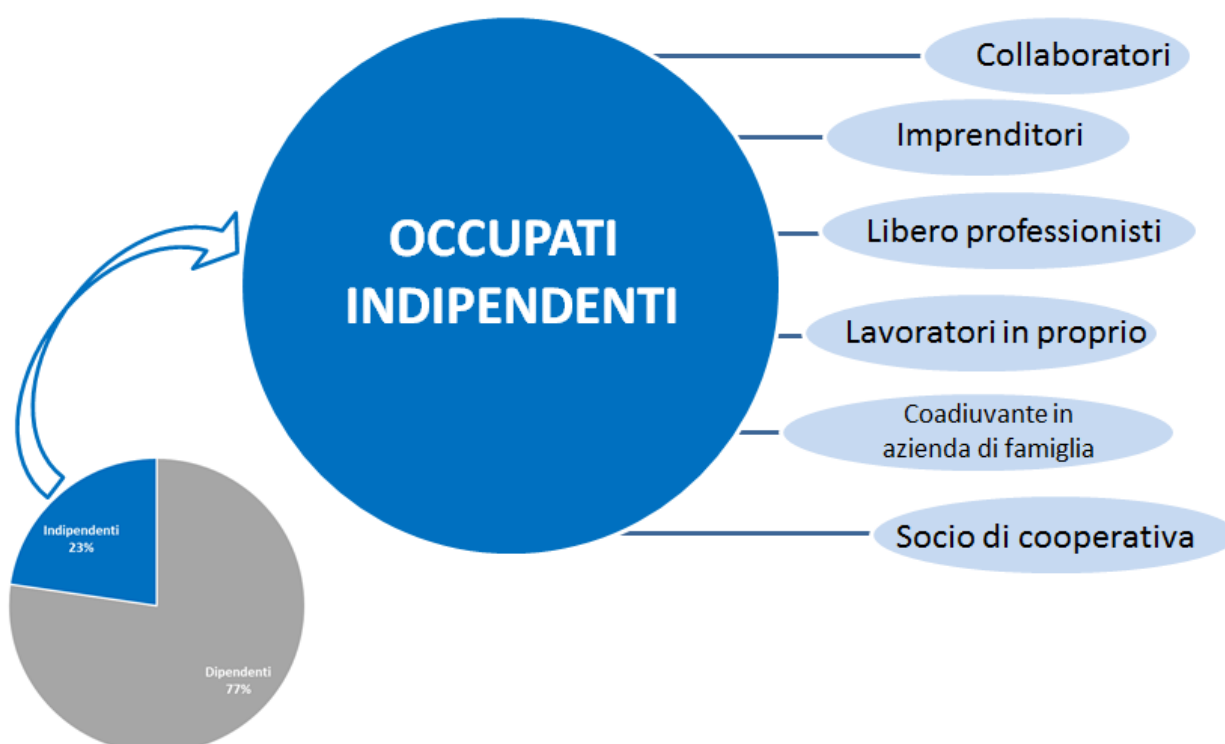 OCCUPATI
INDIPENDENTI
Collaboratori
Imprenditori
Libero professionisti
Lavoratori in proprio
Coadiuvante in
azienda di famiglia
Socio di cooperativa
Indipendenti
23%
Dipendenti
77%